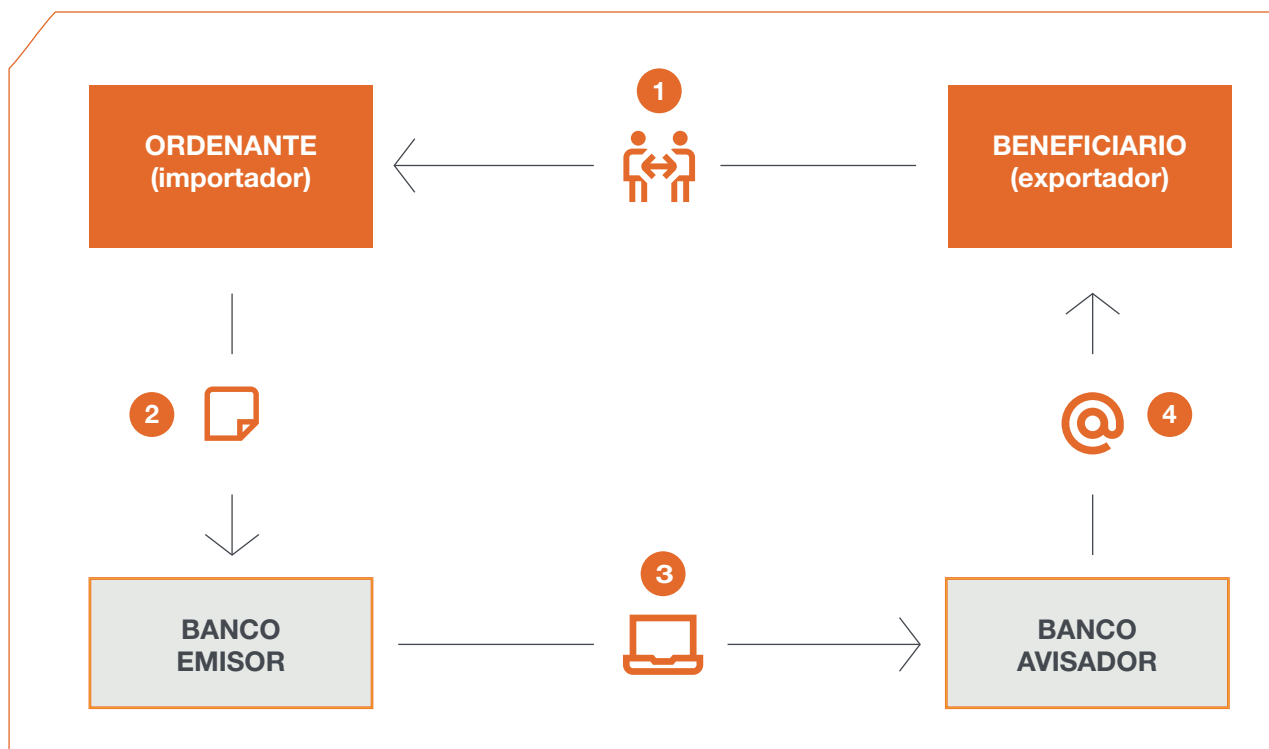 1
ORDENANTE
(importador)
BENEFICIARIO
(exportador)
2
4
3
BANCO
EMISOR
BANCO
AVISADOR